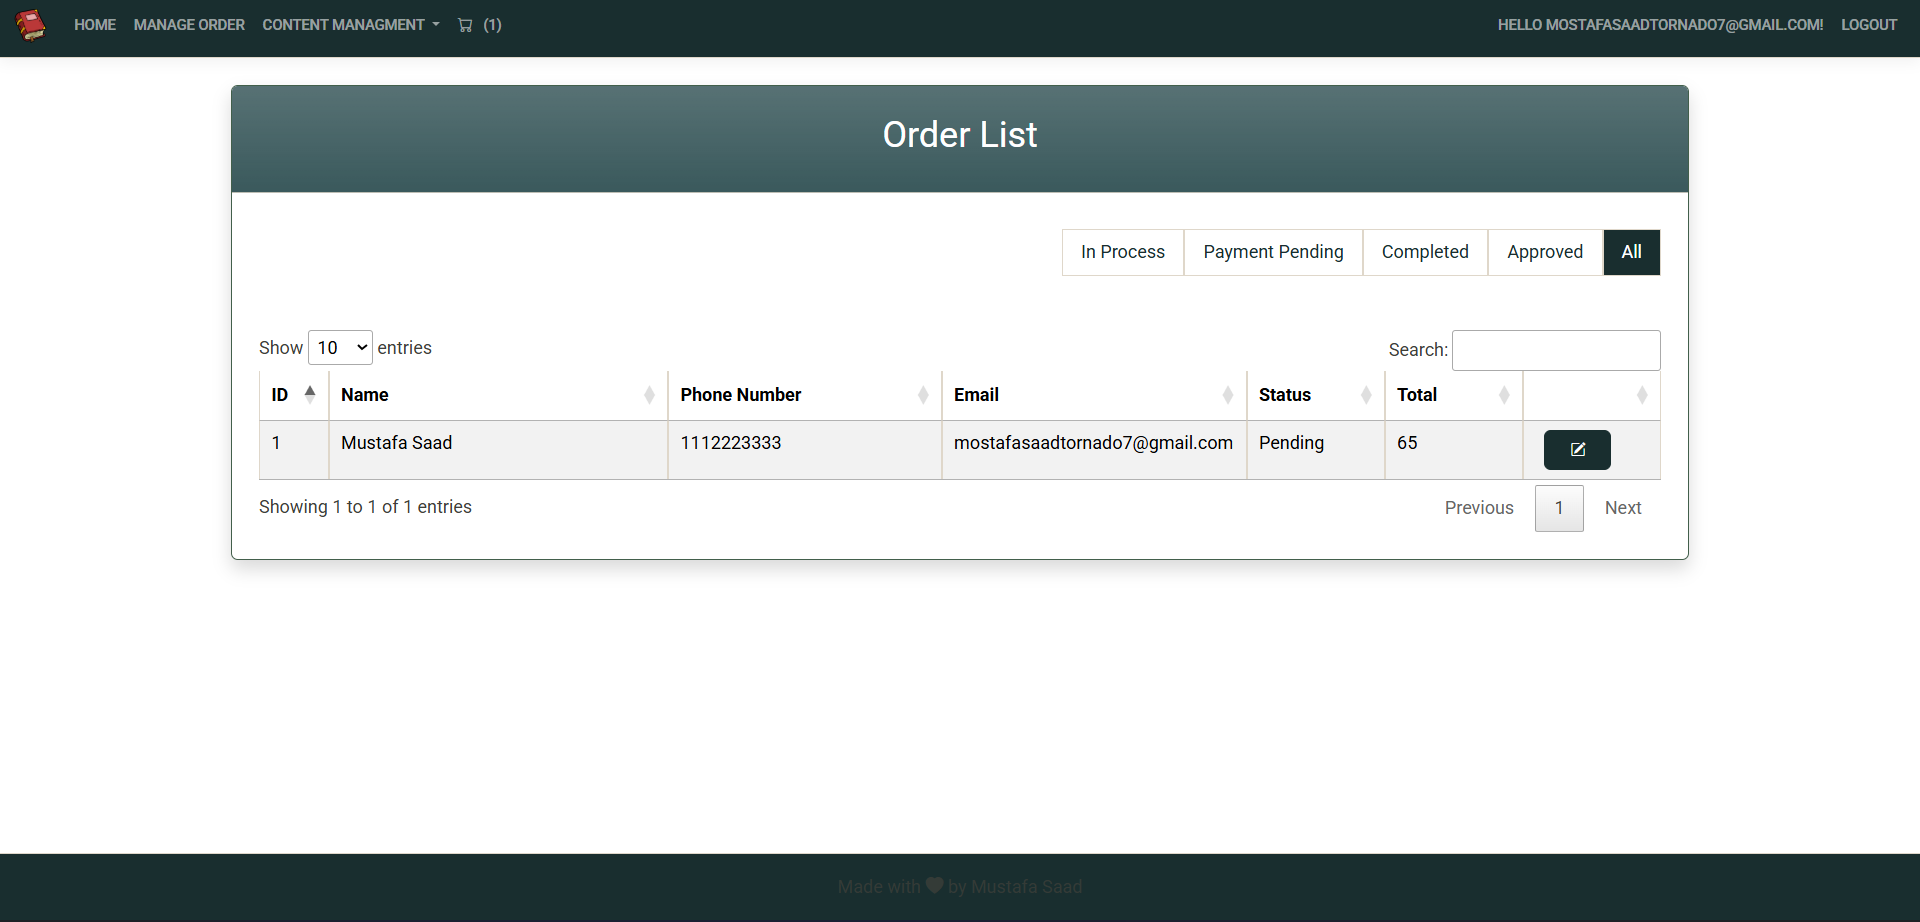 HOME MANAGE ORDER CONTENT MANAGMENT (1) HELLO MOSTAFASAADTORNADO7@GMAIL.COM! LOGOUT
Order List
In Process Payment Pending Completed Approved All
Show 10 entries Search:
ID Name Phone Number Email Status Total
1 Mustafa Saad 1112223333 mostafasaadtornado7@gmail.com Pending 65
Showing 1 to 1 of 1 entries Previous 1 Next
Made with by Mustafa Saad